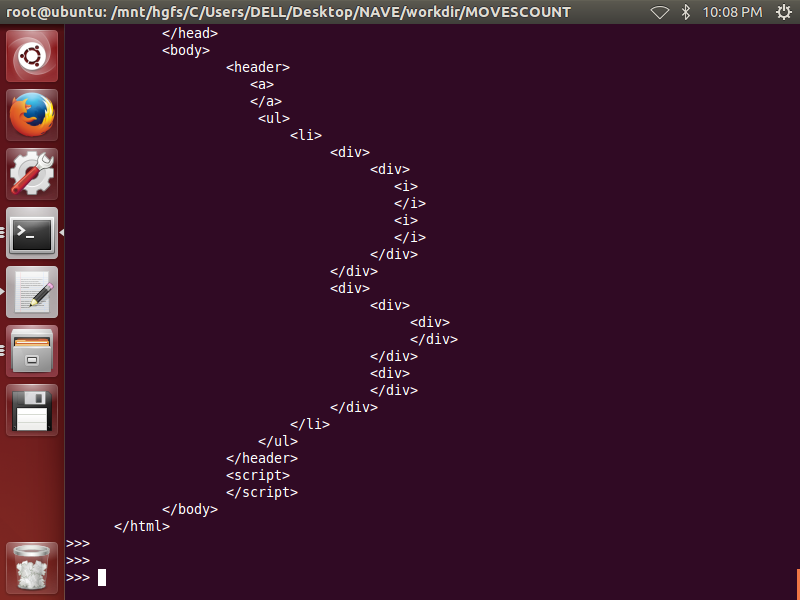 root@ubuntu: /mnt/hgfs/C/Users/DELL/Desktop/NAVE/workdir/MOVESCOUNT 10:08 PM
</head>
<body>
<header>
<a>
</a>
<ul>
<li>
<div>
<div>
<i>
</i>
<i>
</i>
</div>
</div>
<div>
<div>
<div>
</div>
</div>
<div>
</div>
</div>
</li>
</ul>
</header>
<script>
</script>
</body>
</html>
>>>
>>>
>>>